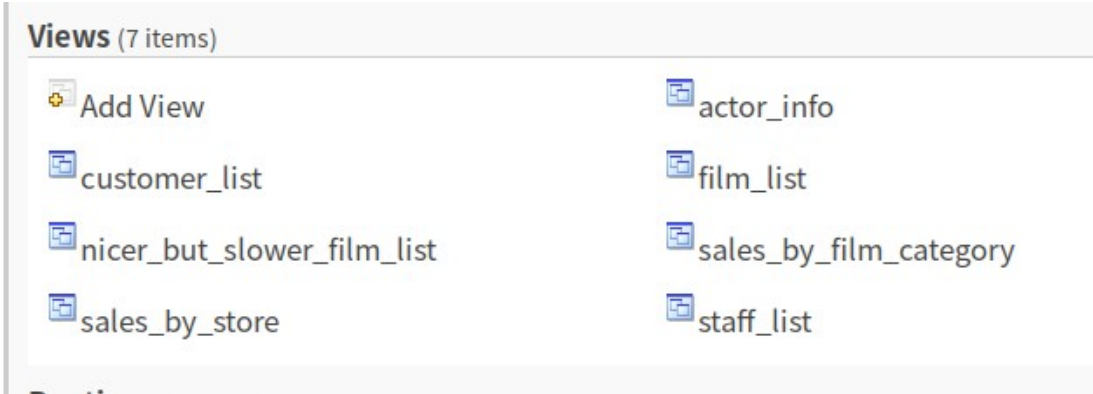 Views (7 items)
Add View
actor_info
customer_list
film_list
nicer_but_slower_film_list
sales_by_film_category
sales_by_store
staff_list